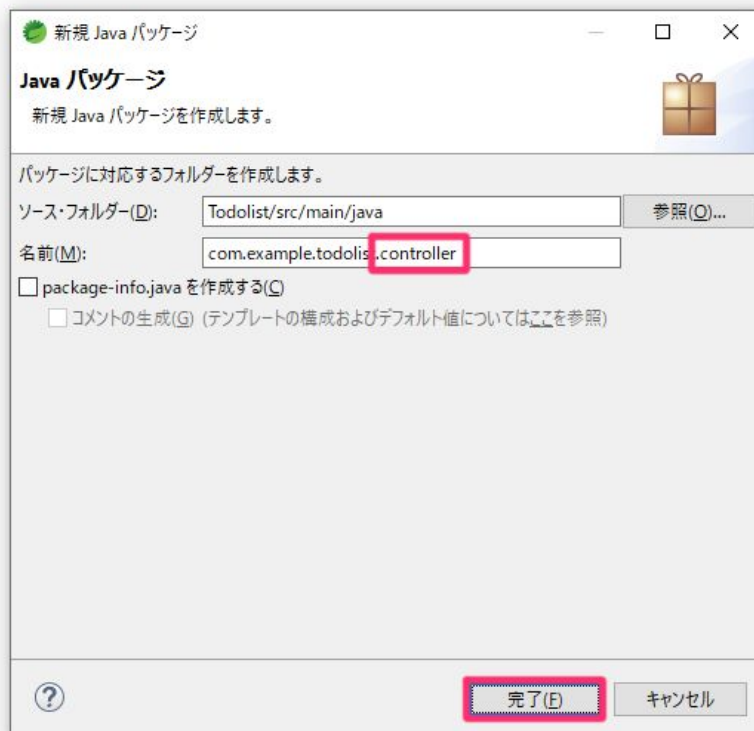 新規 Java パッケージ
Java パッケージ
新規 Java パッケージを作成します。
パッケージに対応するフォルダーを作成します。
ソース・フォルダー(D): Todolist/src/main/java 参照(O)...
名前(M): com.example.todolist.controller
package-info.java を作成する(C)
コメントの生成(G) (テンプレートの構成およびデフォルト値についてはここを参照)
? 完了(F) キャンセル